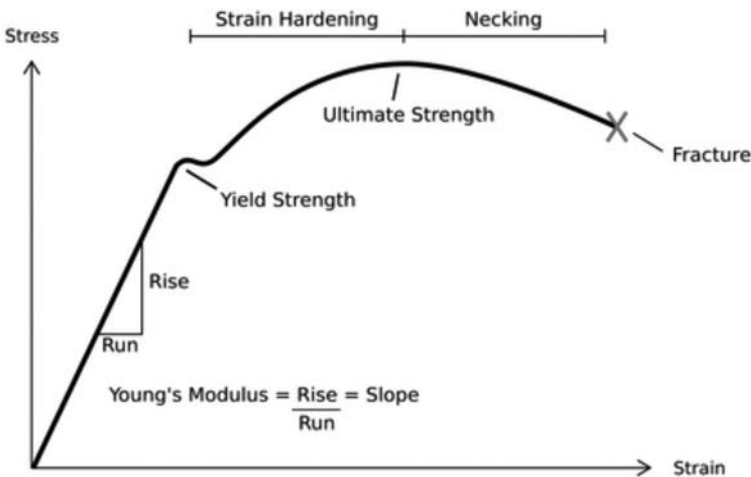 Strain Hardening
Necking
Stress
Ultimate Strength
Fracture
Yield Strength
Rise
Run
Young's Modulus = Rise = Slope
Run
Strain